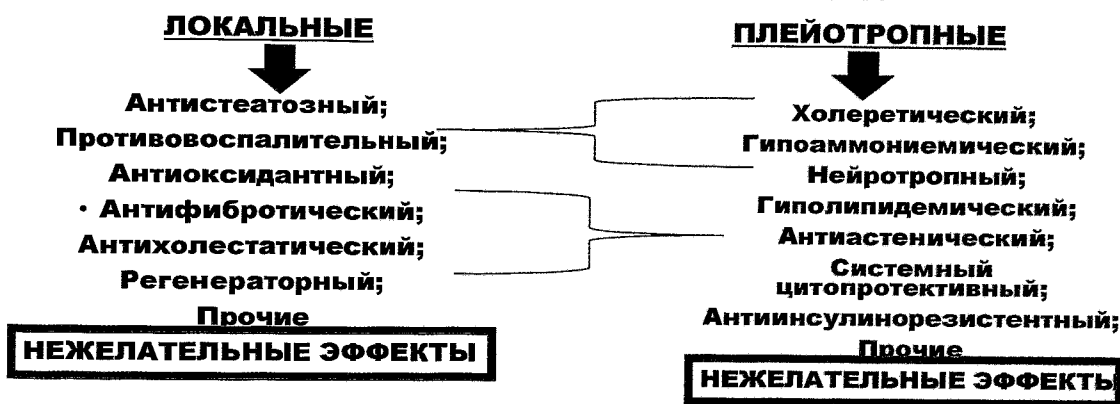 ЛОКАЛЬНЫЕ
Антистеатозный;
Противовоспалительный;
Антиоксидантный;
• Антифибротический;
Антихолестатический;
Регенераторный;
Прочие
НЕЖЕЛАТЕЛЬНЫЕ ЭФФЕКТЫ
ПЛЕЙОТРОПНЫЕ
Холеретический;
Гипоаммониемический;
Нейротропный;
Гиполипидемический;
Антиастенический;
Системный
цитопротективный;
Антиинсулинорезистентный;
Прочие
НЕЖЕЛАТЕЛЬНЫЕ ЭФФЕКТЫ